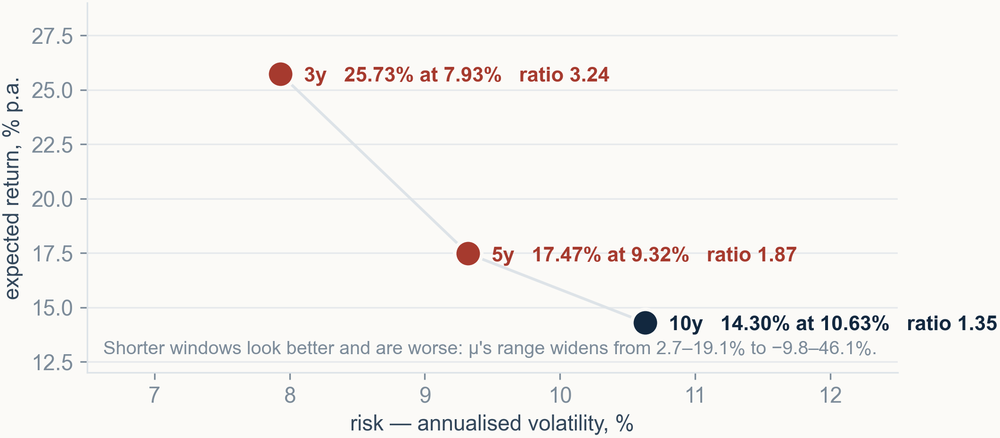 27.5
25.0
22.5
20.0
17.5
15.0
12.5
expected return, % p.a.
3y 25.73% at 7.93% ratio 3.24
5y 17.47% at 9.32% ratio 1.87
10y 14.30% at 10.63% ratio 1.35
Shorter windows look better and are worse: μ's range widens from 2.7–19.1% to −9.8–46.1%.
7 8 9 10 11 12
risk — annualised volatility, %